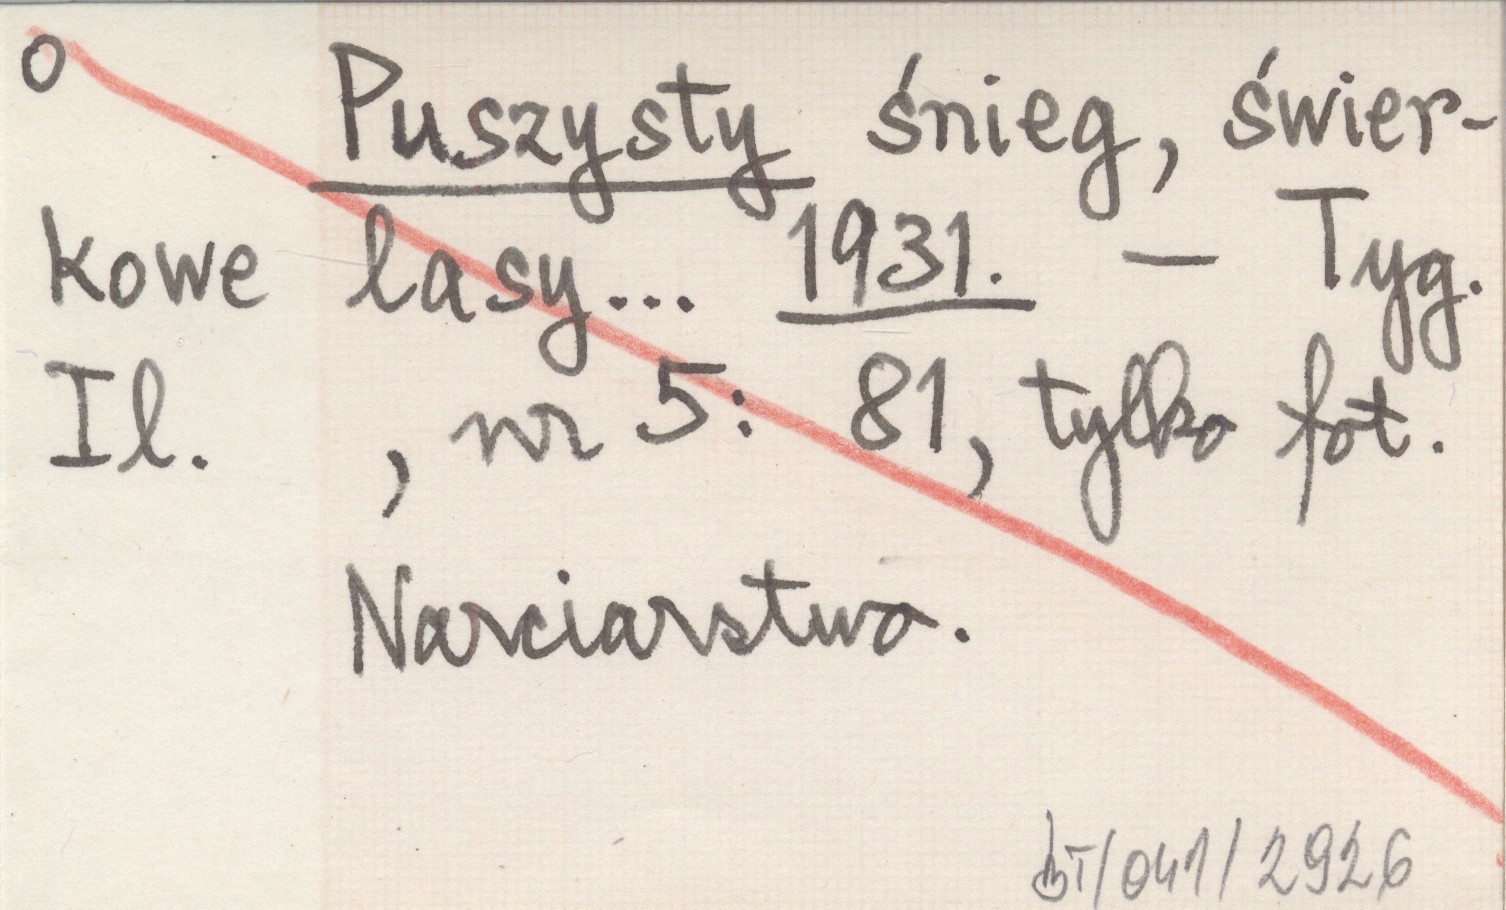 o Puszysty śnieg, świer-
kowe lasy... 1931. — Tyg.
Il. , nr 5: 81, tylko fot.
Narciarstwo.
BT/041/2926